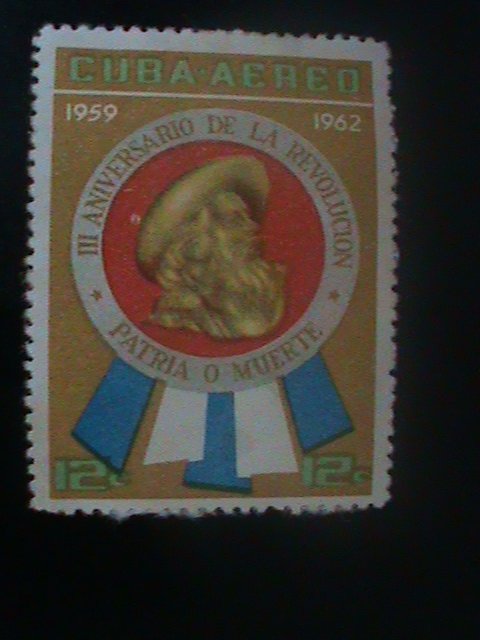 CUBA·AEREO
1959 1962
III ANIVERSARIO DE LA REVOLUCION
★ PATRIA O MUERTE ★
12c 12c